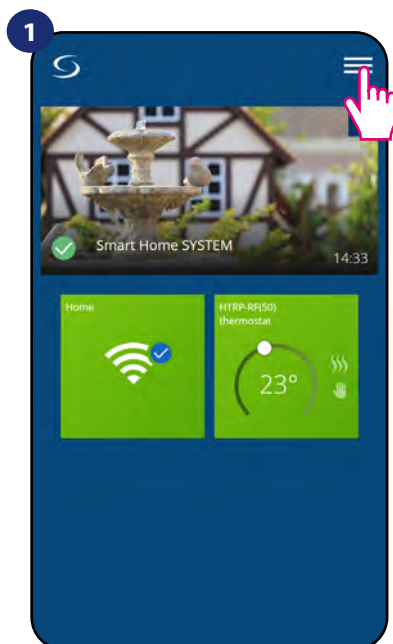 1
Smart Home SYSTEM
14:33
Home
HTRP-RF(50)
thermostat
23°